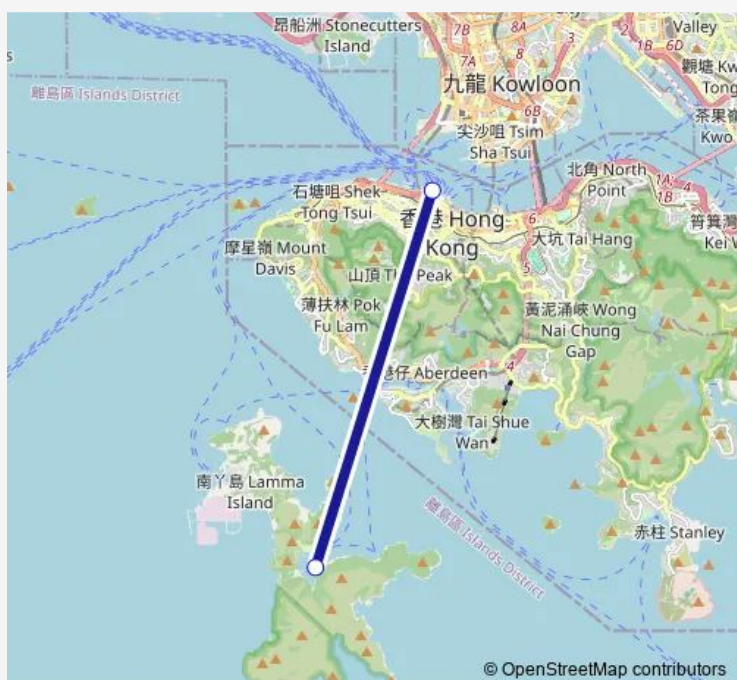 昂船洲 Stonecutters
Island
7B
8A
3
7A
1B
6D
Valley
觀塘 Kw
Tong
離島區 Islands District
九龍 Kowloon
6B
茶果嶺
Kwo
尖沙咀 Tsim
Sha Tsui
北角 North
Point
1A
4
1B
石塘咀 Shek
Tong Tsui
香港 Hong
Kong
6
筲箕灣
Kei W
大坑 Tai Hang
5
摩星嶺 Mount
Davis
山頂 Th Peak
薄扶林 Pok
Fu Lam
黃泥涌峽 Wong
Nai Chung
Gap
港仔 Aberdeen
4
大樹灣 Tai Shue
Wan
南丫島 Lamma
Island
離島區 Islands District
赤柱 Stanley
© OpenStreetMap contributors